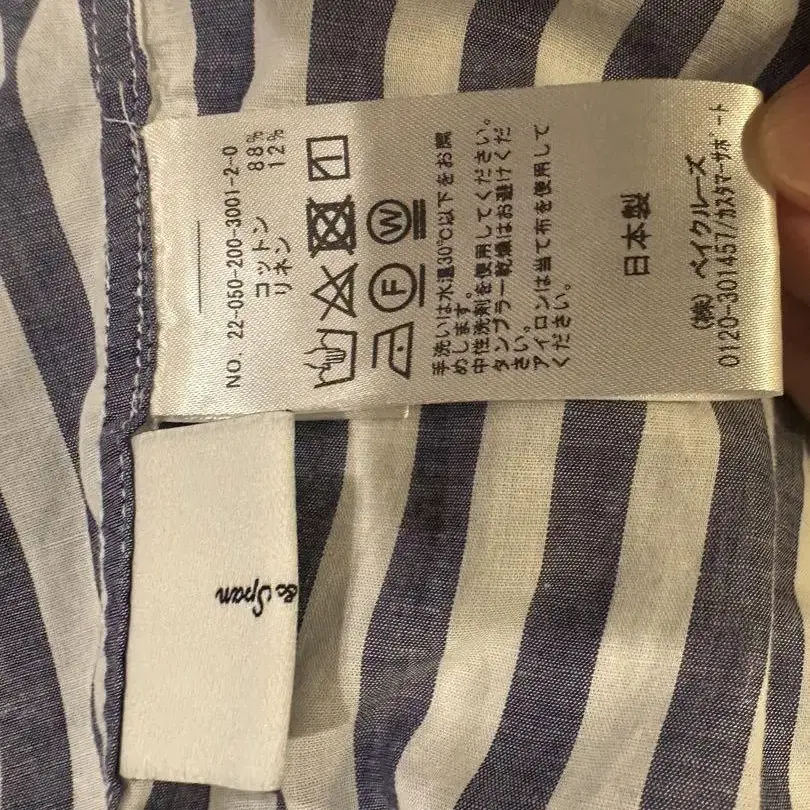 NO. 22-050-200-3001-2-0
コットン 88%
リネン 12%
F W
手洗いは水温30℃以下をお薦
めします。
中性洗剤を使用してください。
タンブラー乾燥はお避けくだ
さい。
アイロンは当て布を使用して
ください。
日本製
(株) ベイクルーズ
0120-301457/カスタマーサポート
& Span